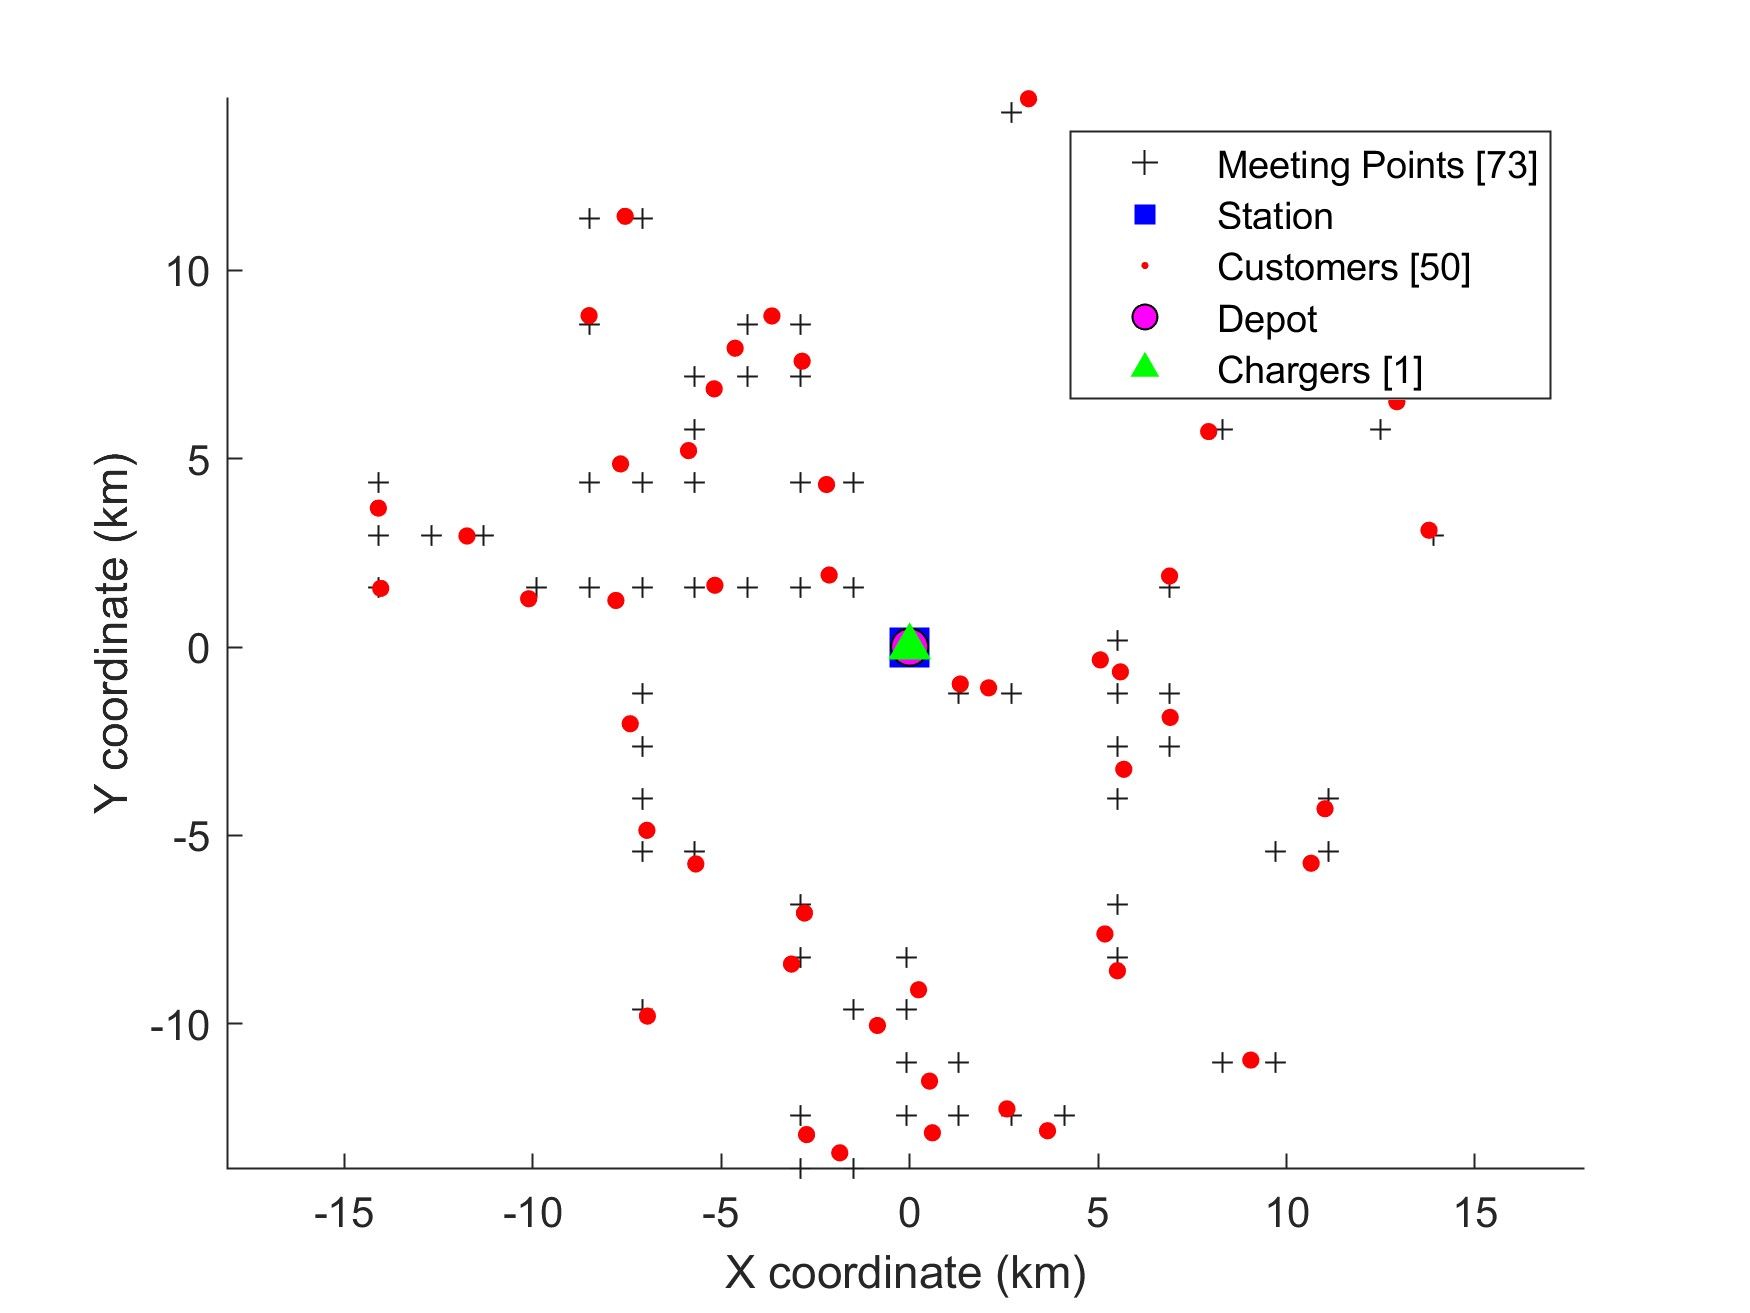 Meeting Points [73]
Station
Customers [50]
Depot
Chargers [1]
10
5
0
-5
-10
Y coordinate (km)
-15
-10
-5
0
5
10
15
X coordinate (km)